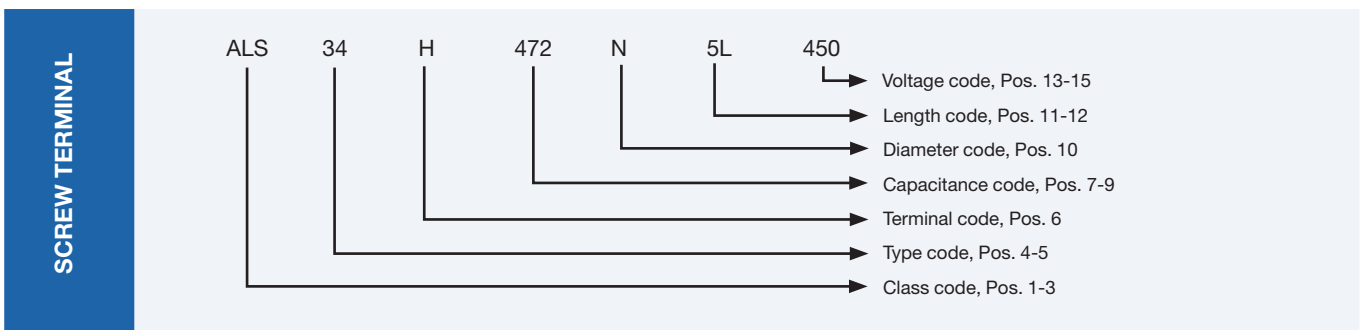 SCREW TERMINAL
ALS 34 H 472 N 5L 450
Voltage code, Pos. 13-15
Length code, Pos. 11-12
Diameter code, Pos. 10
Capacitance code, Pos. 7-9
Terminal code, Pos. 6
Type code, Pos. 4-5
Class code, Pos. 1-3